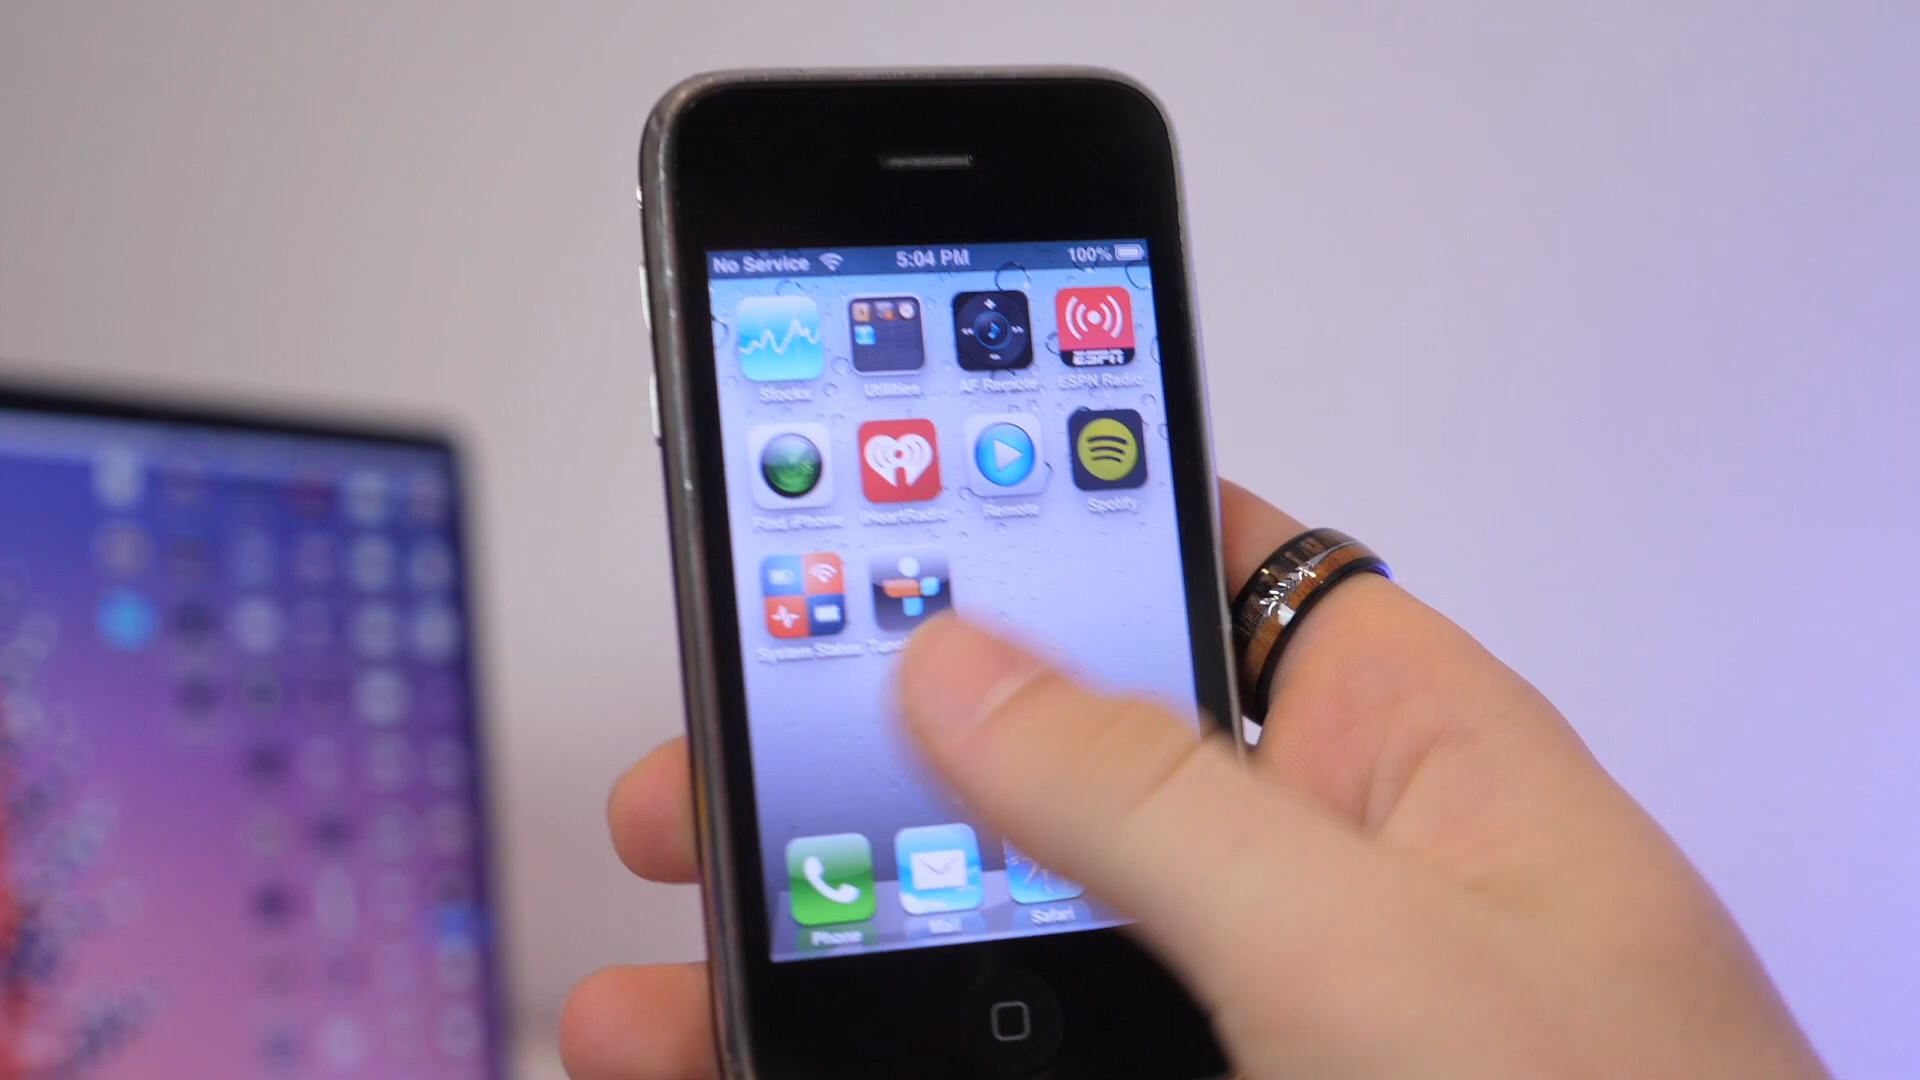 No Service 5:04 PM 100%
ESPN
Stocks Utilities AF Remote ESPN Radio
Find iPhone iHeartRadio Remote Spotify
System Status
Phone Mail Safari